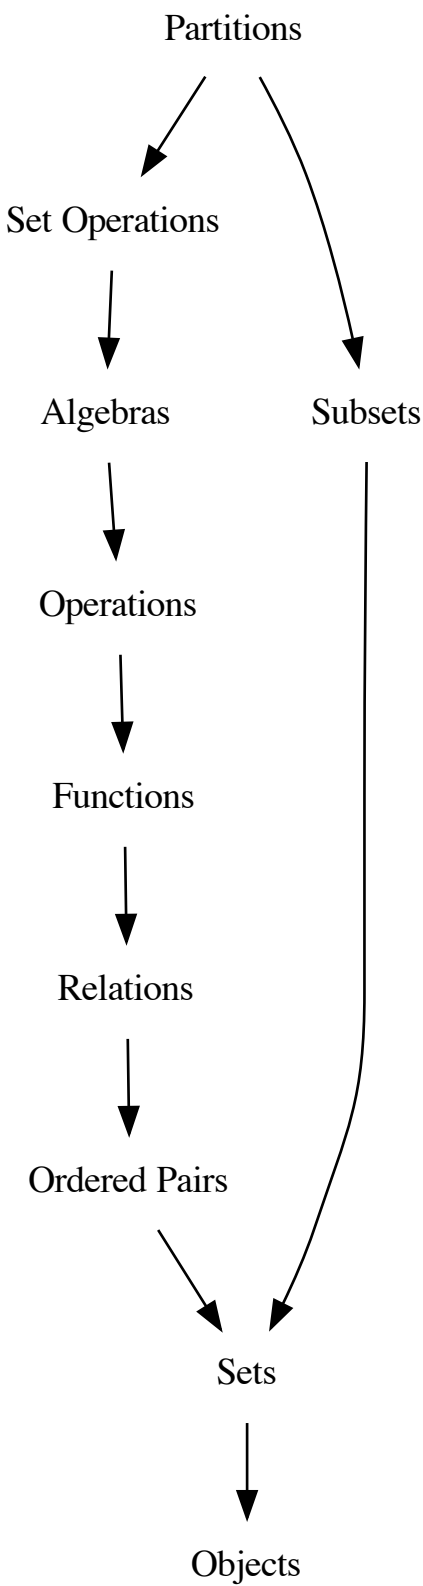 Partitions
Set Operations
Algebras
Subsets
Operations
Functions
Relations
Ordered Pairs
Sets
Objects